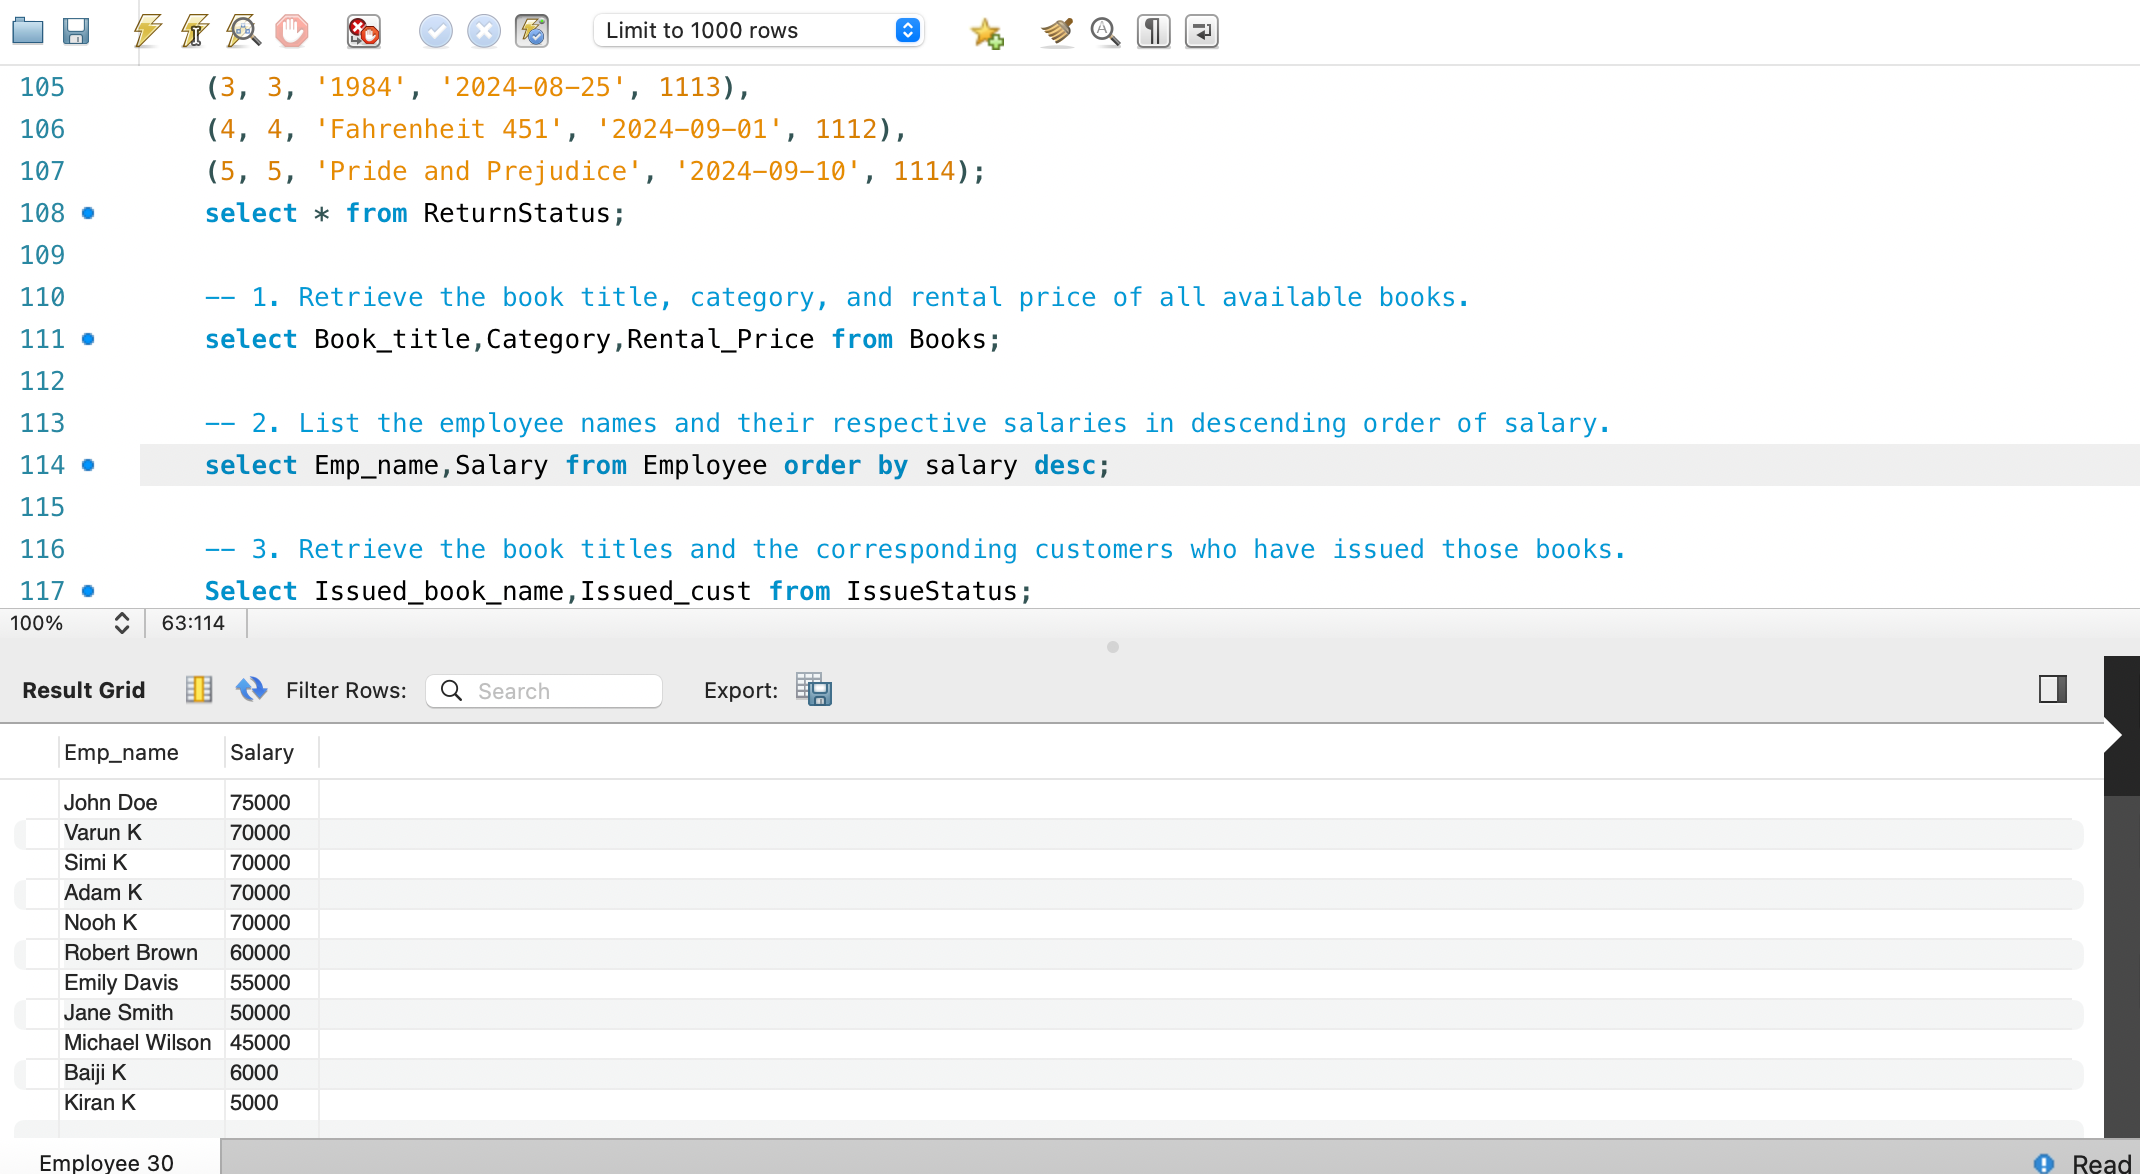 Limit to 1000 rows
105 (3, 3, '1984', '2024-08-25', 1113),
106 (4, 4, 'Fahrenheit 451', '2024-09-01', 1112),
107 (5, 5, 'Pride and Prejudice', '2024-09-10', 1114);
108 select * from ReturnStatus;
109
110 -- 1. Retrieve the book title, category, and rental price of all available books.
111 select Book_title,Category,Rental_Price from Books;
112
113 -- 2. List the employee names and their respective salaries in descending order of salary.
114 select Emp_name,Salary from Employee order by salary desc;
115
116 -- 3. Retrieve the book titles and the corresponding customers who have issued those books.
117 Select Issued_book_name,Issued_cust from IssueStatus;
100% 63:114
Result Grid Filter Rows: Search Export:
Emp_name Salary
John Doe 75000
Varun K 70000
Simi K 70000
Adam K 70000
Nooh K 70000
Robert Brown 60000
Emily Davis 55000
Jane Smith 50000
Michael Wilson 45000
Baiji K 6000
Kiran K 5000
Employee 30 Read